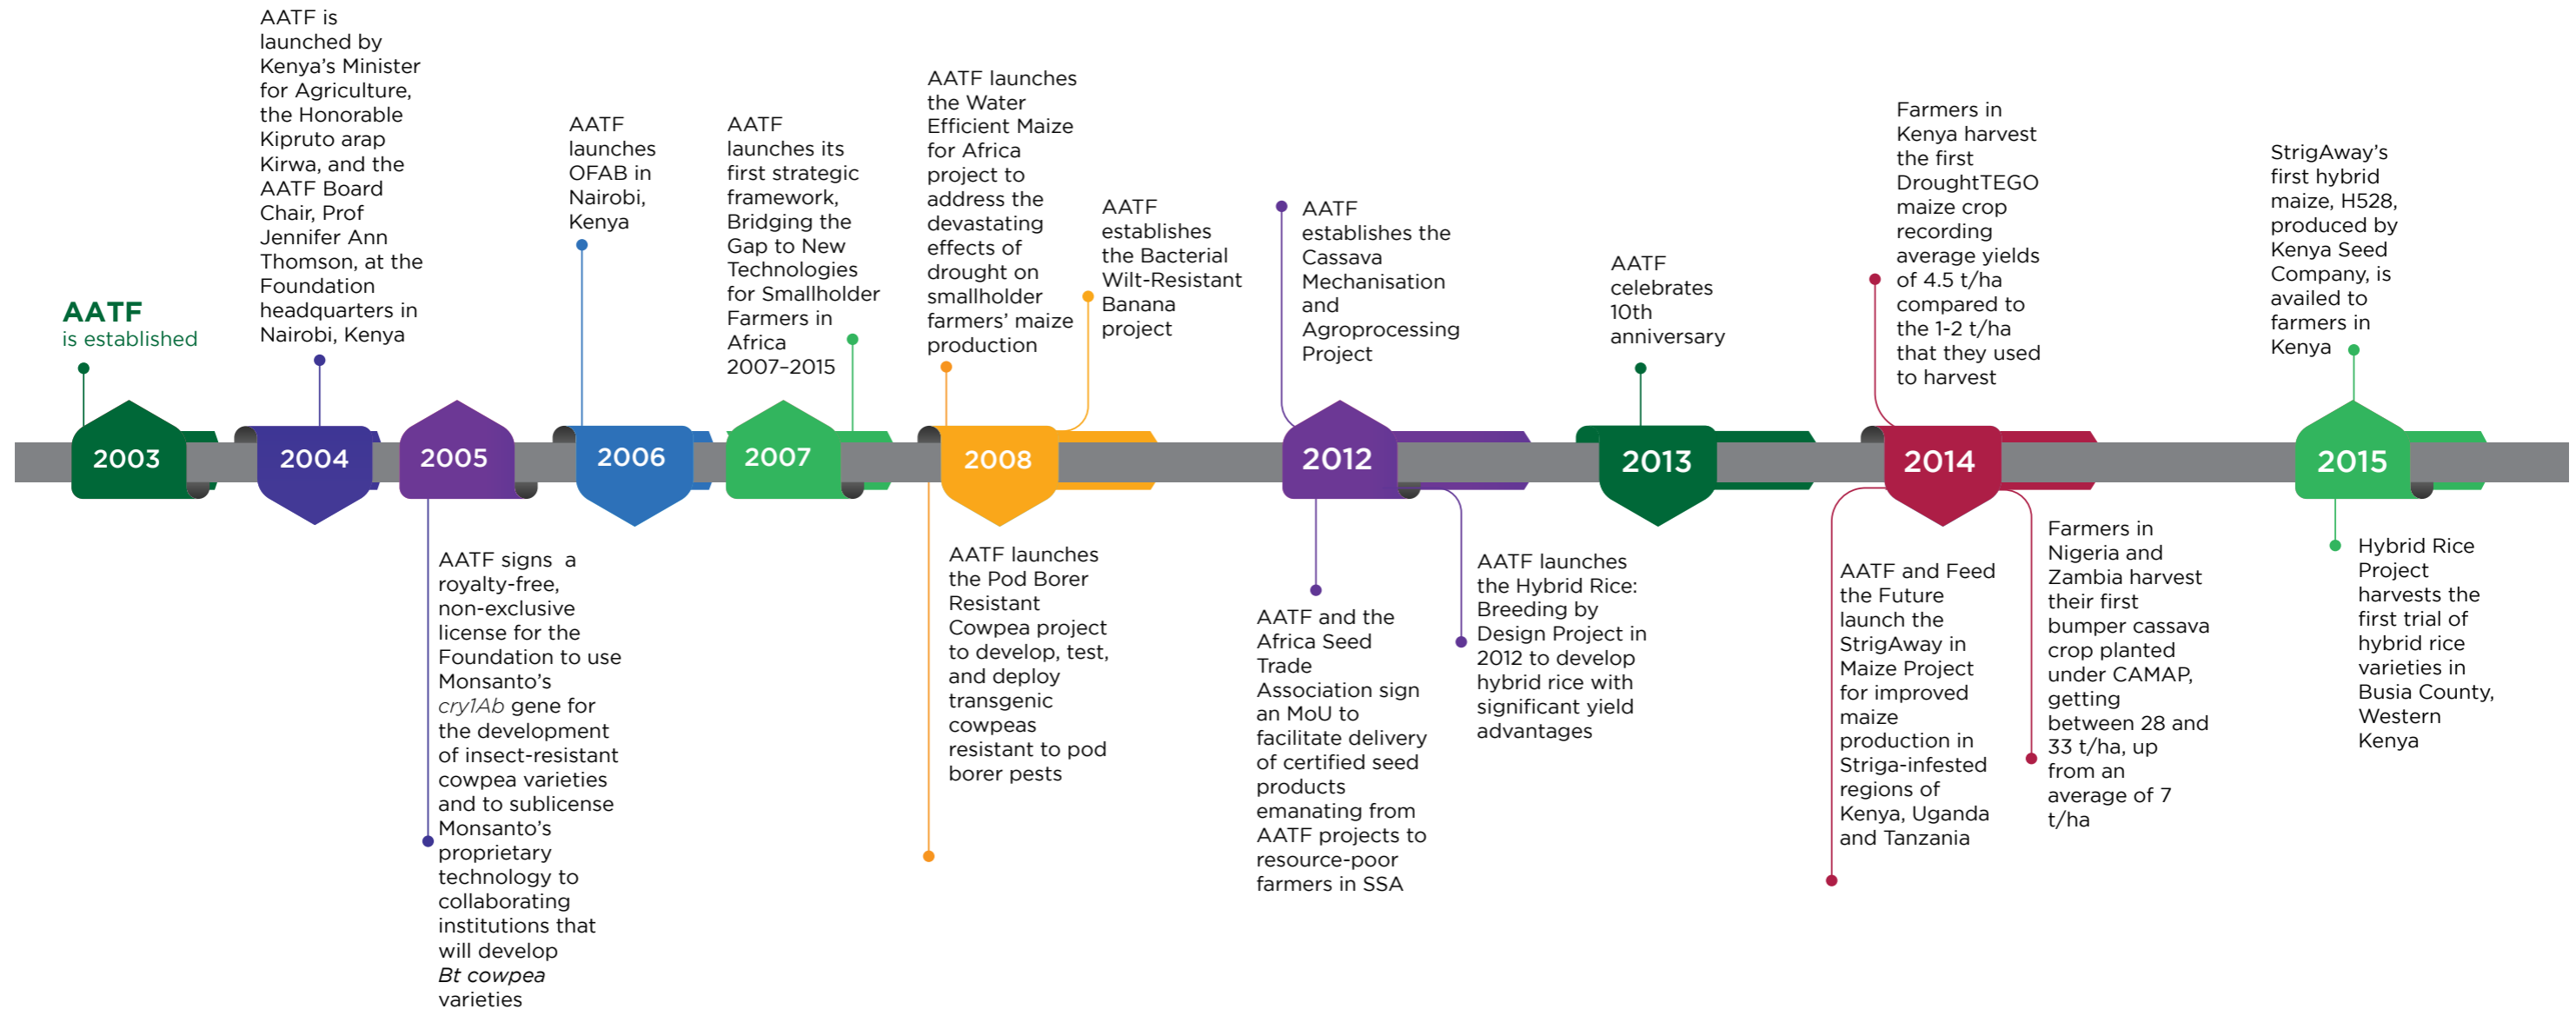 AATF
is established
2003
AATF is
launched by
Kenya's Minister
for Agriculture,
the Honorable
Kipruto arap
Kirwa, and the
AATF Board
Chair, Prof
Jennifer Ann
Thomson, at the
Foundation
headquarters in
Nairobi, Kenya
2004
2005
AATF signs a
royalty-free,
non-exclusive
license for the
Foundation to use
Monsanto's
cry1Ab gene for
the development
of insect-resistant
cowpea varieties
and to sublicense
Monsanto's
proprietary
technology to
collaborating
institutions that
will develop
Bt cowpea
varieties
AATF
launches
OFAB in
Nairobi,
Kenya
2006
AATF
launches its
first strategic
framework,
Bridging the
Gap to New
Technologies
for Smallholder
Farmers in
Africa
2007–2015
2007
AATF launches
the Water
Efficient Maize
for Africa
project to
address the
devastating
effects of
drought on
smallholder
farmers' maize
production
AATF
establishes
the Bacterial
Wilt-Resistant
Banana
project
2008
AATF launches
the Pod Borer
Resistant
Cowpea project
to develop, test,
and deploy
transgenic
cowpeas
resistant to pod
borer pests
AATF
establishes the
Cassava
Mechanisation
and
Agroprocessing
Project
2012
AATF and the
Africa Seed
Trade
Association sign
an MoU to
facilitate delivery
of certified seed
products
emanating from
AATF projects to
resource-poor
farmers in SSA
AATF launches
the Hybrid Rice:
Breeding by
Design Project in
2012 to develop
hybrid rice with
significant yield
advantages
AATF
celebrates
10th
anniversary
2013
Farmers in
Kenya harvest
the first
DroughtTEGO
maize crop
recording
average yields
of 4.5 t/ha
compared to
the 1-2 t/ha
that they used
to harvest
2014
AATF and Feed
the Future
launch the
StrigAway in
Maize Project
for improved
maize
production in
Striga-infested
regions of
Kenya, Uganda
and Tanzania
Farmers in
Nigeria and
Zambia harvest
their first
bumper cassava
crop planted
under CAMAP,
getting
between 28 and
33 t/ha, up
from an
average of 7
t/ha
StrigAway's
first hybrid
maize, H528,
produced by
Kenya Seed
Company, is
availed to
farmers in
Kenya
2015
Hybrid Rice
Project
harvests the
first trial of
hybrid rice
varieties in
Busia County,
Western
Kenya